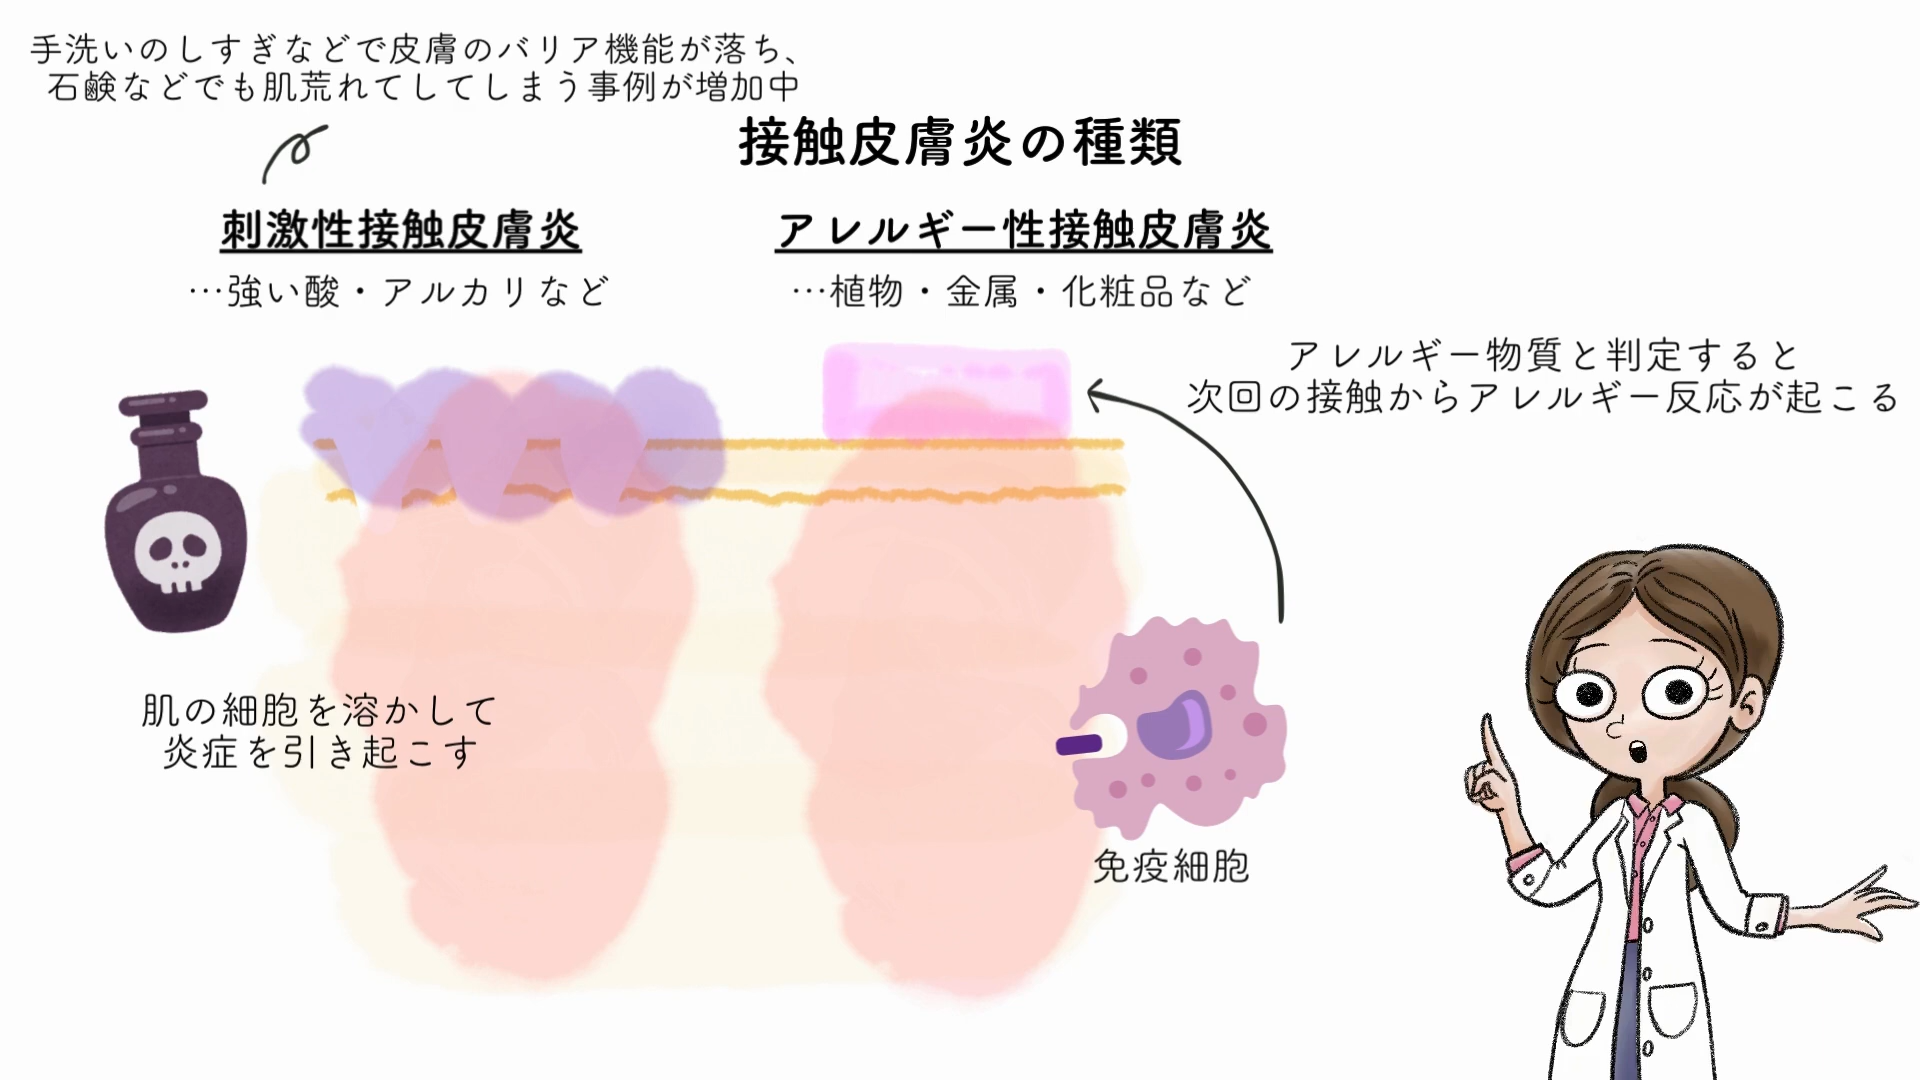 手洗いのしすぎなどで皮膚のバリア機能が落ち、
石鹸などでも肌荒れてしてしまう事例が増加中
接触皮膚炎の種類
刺激性接触皮膚炎
…強い酸・アルカリなど
アレルギー性接触皮膚炎
…植物・金属・化粧品など
アレルギー物質と判定すると
次回の接触からアレルギー反応が起こる
肌の細胞を溶かして
炎症を引き起こす
免疫細胞